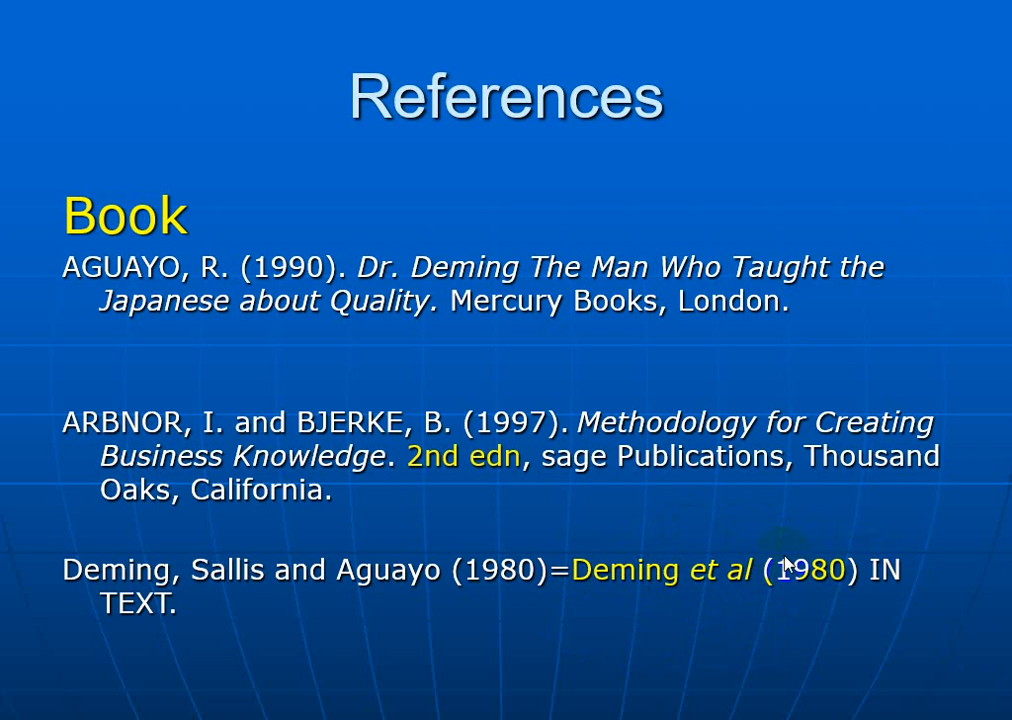 References
Book
AGUAYO, R. (1990). Dr. Deming The Man Who Taught the
Japanese about Quality. Mercury Books, London.
ARBNOR, I. and BJERKE, B. (1997). Methodology for Creating
Business Knowledge. 2nd edn, sage Publications, Thousand
Oaks, California.
Deming, Sallis and Aguayo (1980)=Deming et al (1980) IN
TEXT.